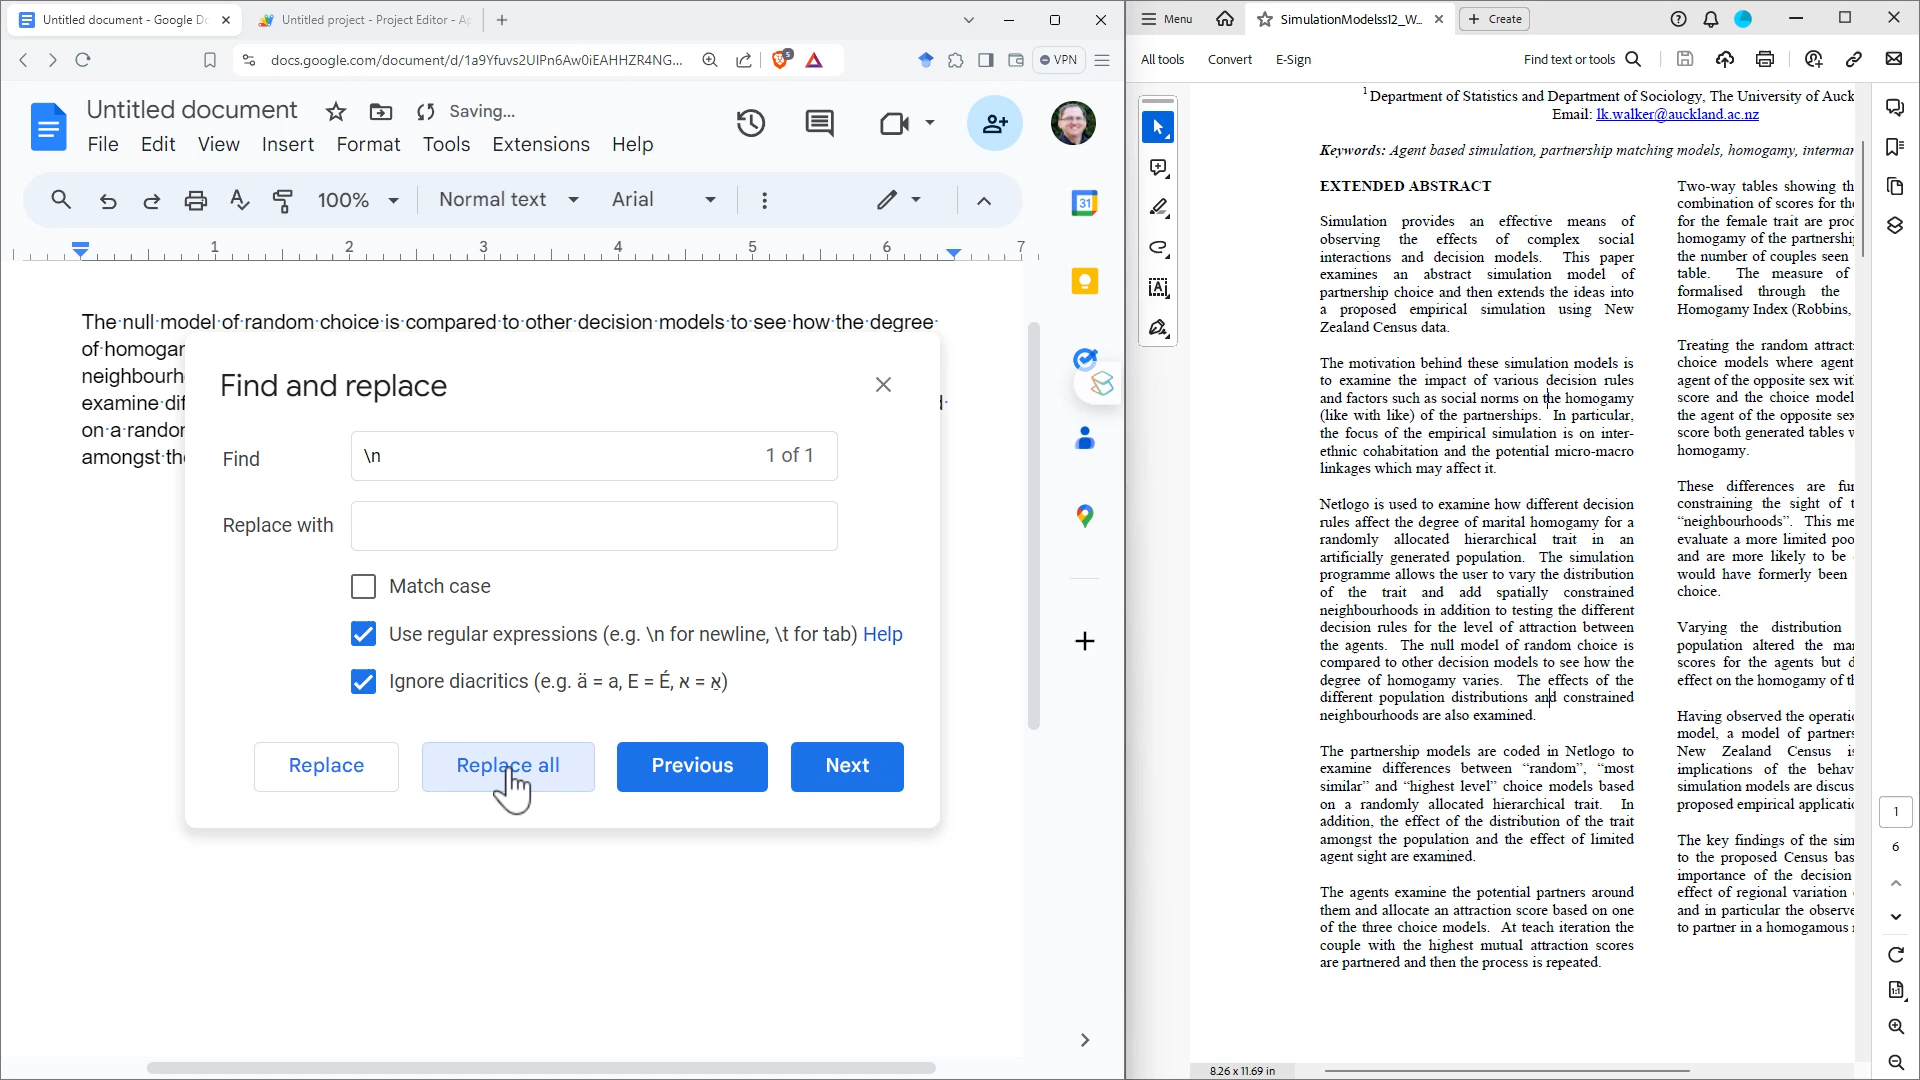 Untitled document - Google Do
Untitled project - Project Editor - Ap
docs.google.com/document/d/1a9Yfuvs2UIPn6Aw0iEAHHZR4NG...
5
VPN
Untitled document
Saving...
File Edit View Insert Format Tools Extensions Help
100% Normal text Arial
31
1 2 3 4 5 6 7
The null model of random choice is compared to other decision models to see how the degree
of homogam
neighbourh
examine dif
on a randor
amongst the
Find and replace
Find \n 1 of 1
Replace with
Match case
Use regular expressions (e.g. \n for newline, \t for tab) Help
Ignore diacritics (e.g. ä = a, E = É, א = אַ)
Replace Replace all Previous Next
Menu SimulationModelss12_W... Create
All tools Convert E-Sign Find text or tools
1 Department of Statistics and Department of Sociology, The University of Auck
Email: lk.walker@auckland.ac.nz
Keywords: Agent based simulation, partnership matching models, homogamy, intermar
EXTENDED ABSTRACT
Simulation provides an effective means of
observing the effects of complex social
interactions and decision models. This paper
examines an abstract simulation model of
partnership choice and then extends the ideas into
a proposed empirical simulation using New
Zealand Census data.
The motivation behind these simulation models is
to examine the impact of various decision rules
and factors such as social norms on the homogamy
(like with like) of the partnerships. In particular,
the focus of the empirical simulation is on inter-
ethnic cohabitation and the potential micro-macro
linkages which may affect it.
Netlogo is used to examine how different decision
rules affect the degree of marital homogamy for a
randomly allocated hierarchical trait in an
artificially generated population. The simulation
programme allows the user to vary the distribution
of the trait and add spatially constrained
neighbourhoods in addition to testing the different
decision rules for the level of attraction between
the agents. The null model of random choice is
compared to other decision models to see how the
degree of homogamy varies. The effects of the
different population distributions and constrained
neighbourhoods are also examined.
The partnership models are coded in Netlogo to
examine differences between “random”, “most
similar” and “highest level” choice models based
on a randomly allocated hierarchical trait. In
addition, the effect of the distribution of the trait
amongst the population and the effect of limited
agent sight are examined.
The agents examine the potential partners around
them and allocate an attraction score based on one
of the three choice models. At teach iteration the
couple with the highest mutual attraction scores
are partnered and then the process is repeated.
Two-way tables showing th
combination of scores for the
for the female trait are proc
homogamy of the partnershi
the number of couples seen
table. The measure of
formalised through the
Homogamy Index (Robbins,
Treating the random attract
choice models where agent
agent of the opposite sex wit
score and the choice model
the agent of the opposite sex
score both generated tables w
homogamy.
These differences are fur
constraining the sight of t
“neighbourhoods”. This me
evaluate a more limited poo
and are more likely to be
would have formerly been
choice.
Varying the distribution
population altered the mar
scores for the agents but d
effect on the homogamy of th
Having observed the operatio
model, a model of partners
New Zealand Census is
implications of the behav
simulation models are discus
proposed empirical applicatio
The key findings of the sim
to the proposed Census bas
importance of the decision
effect of regional variation
and in particular the observe
to partner in a homogamous
1
6
8.26 x 11.69 in